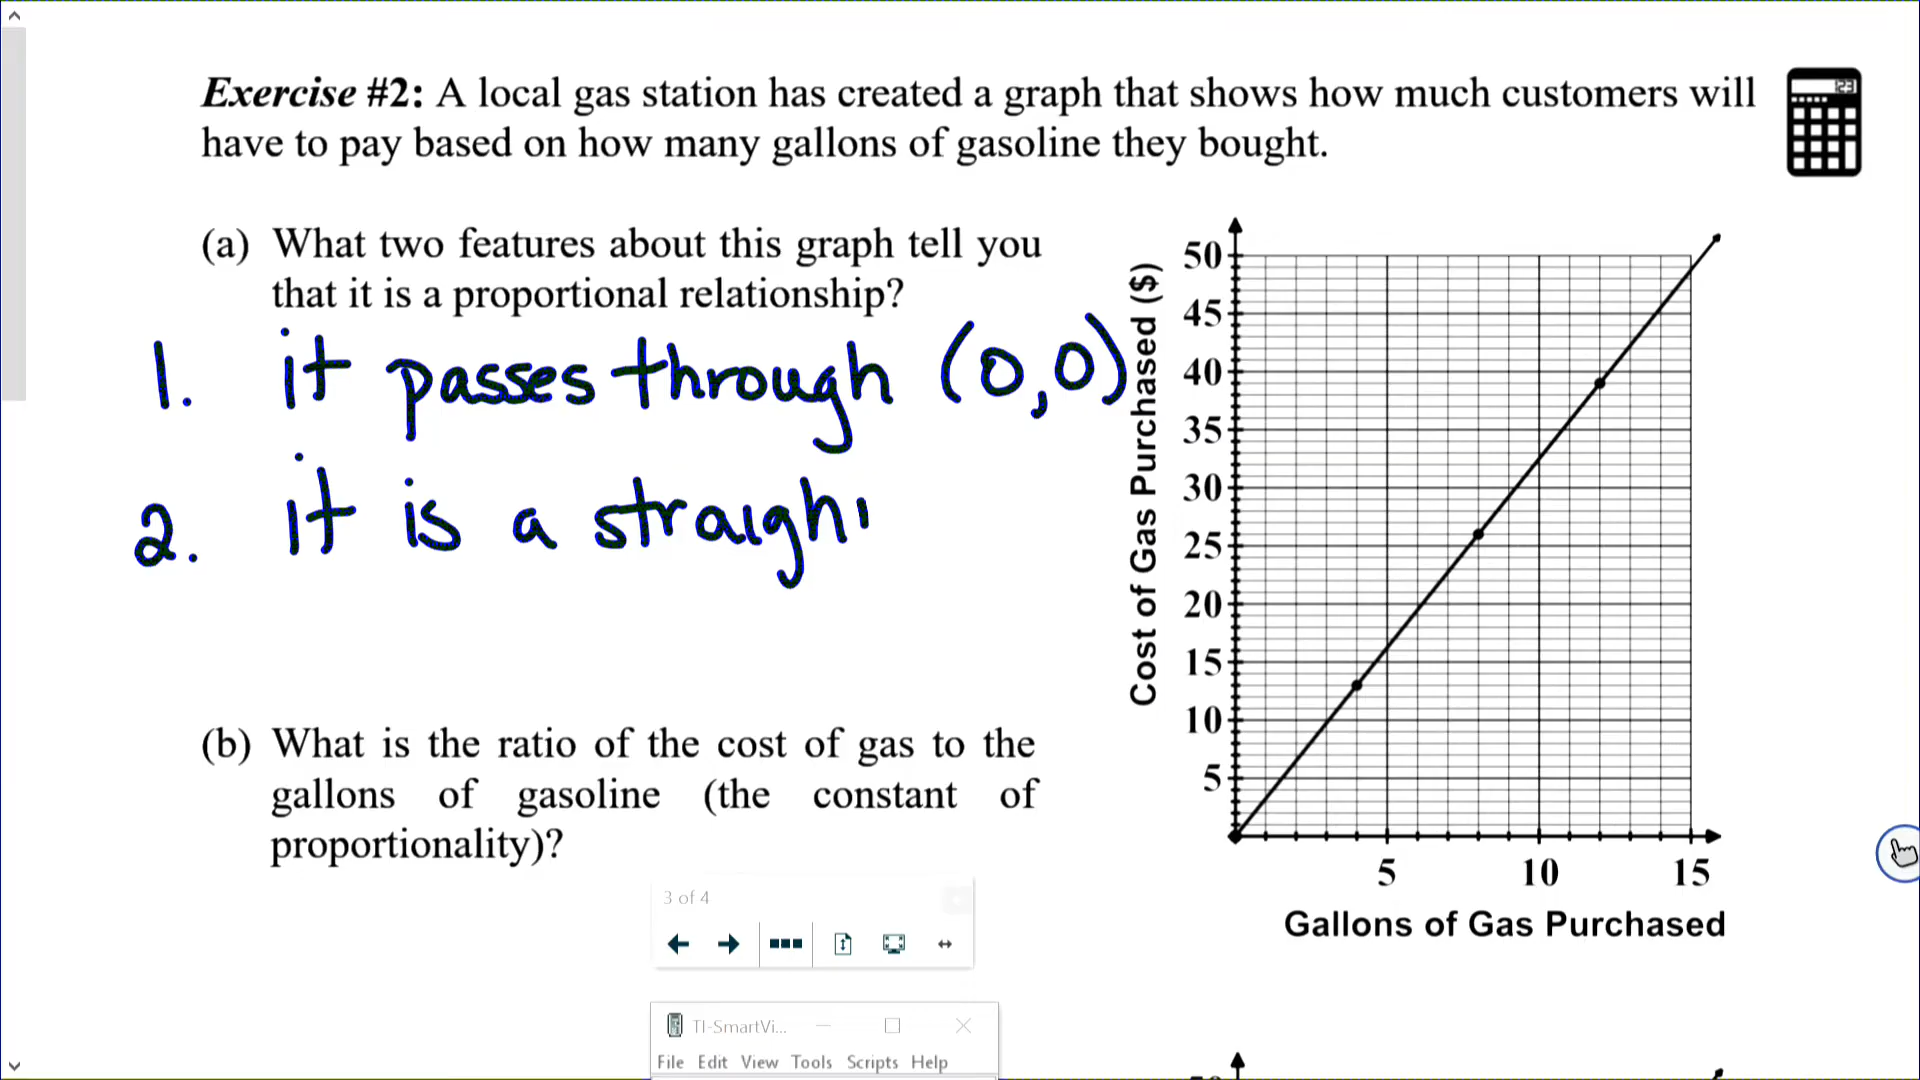 Exercise #2: A local gas station has created a graph that shows how much customers will
have to pay based on how many gallons of gasoline they bought.
(a) What two features about this graph tell you
that it is a proportional relationship?
1. it passes through (0,0)
2. it is a straigh
(b) What is the ratio of the cost of gas to the
gallons of gasoline (the constant of
proportionality)?
Cost of Gas Purchased ($)
50
45
40
35
30
25
20
15
10
5
5 10 15
Gallons of Gas Purchased
123
3 of 4
TI-SmartVi...
File Edit View Tools Scripts Help